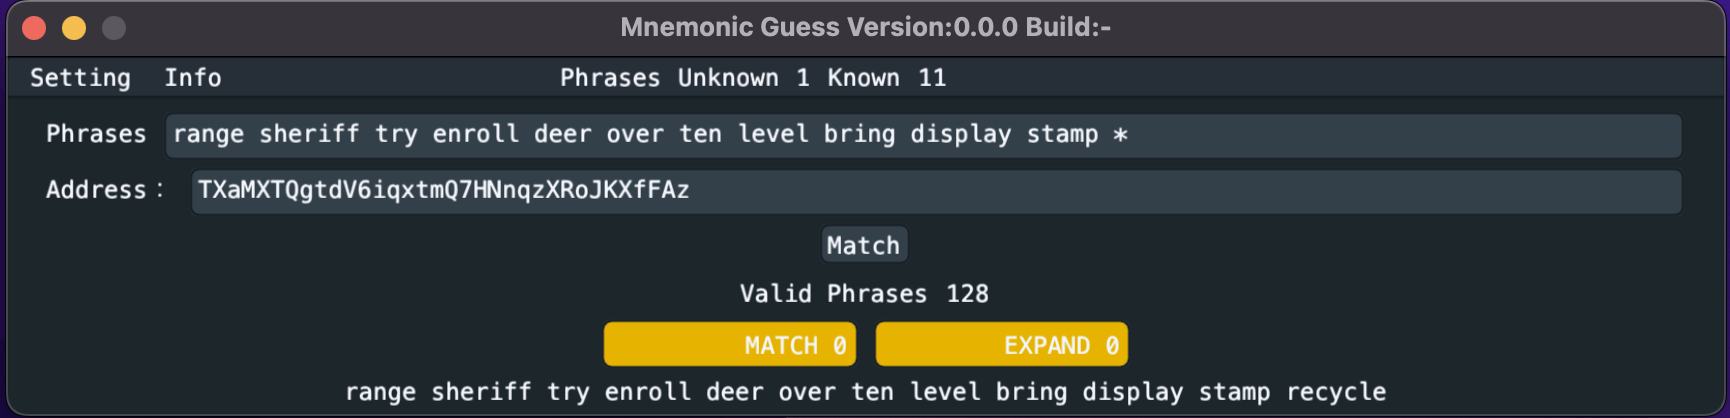 Mnemonic Guess Version:0.0.0 Build:-
Setting Info Phrases Unknown 1 Known 11
Phrases range sheriff try enroll deer over ten level bring display stamp *
Address: TXaMXTQgtdV6iqxtmQ7HNnqzXRoJKXfFAz
Match
Valid Phrases 128
MATCH 0 EXPAND 0
range sheriff try enroll deer over ten level bring display stamp recycle